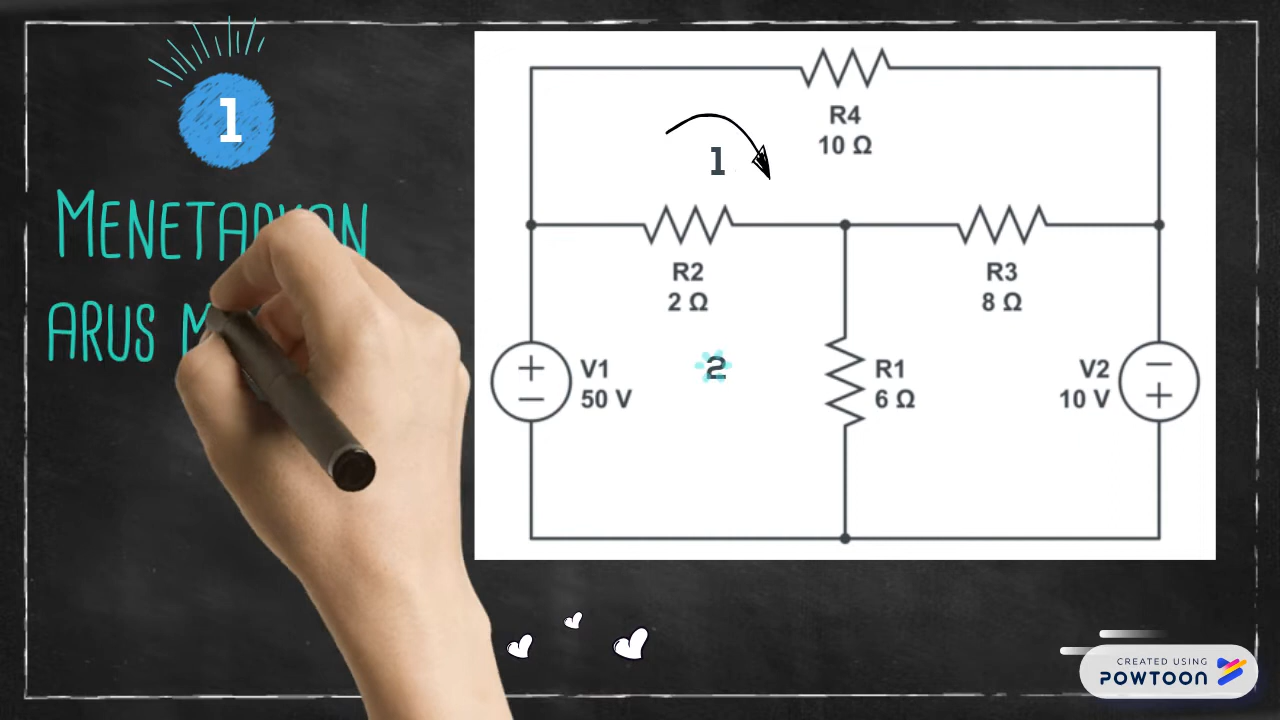 1
MENETAPKAN
ARUS
1
R4
10 Ω
R2
2 Ω
R3
8 Ω
2
V1
50 V
R1
6 Ω
V2
10 V
CREATED USING
POWTOON